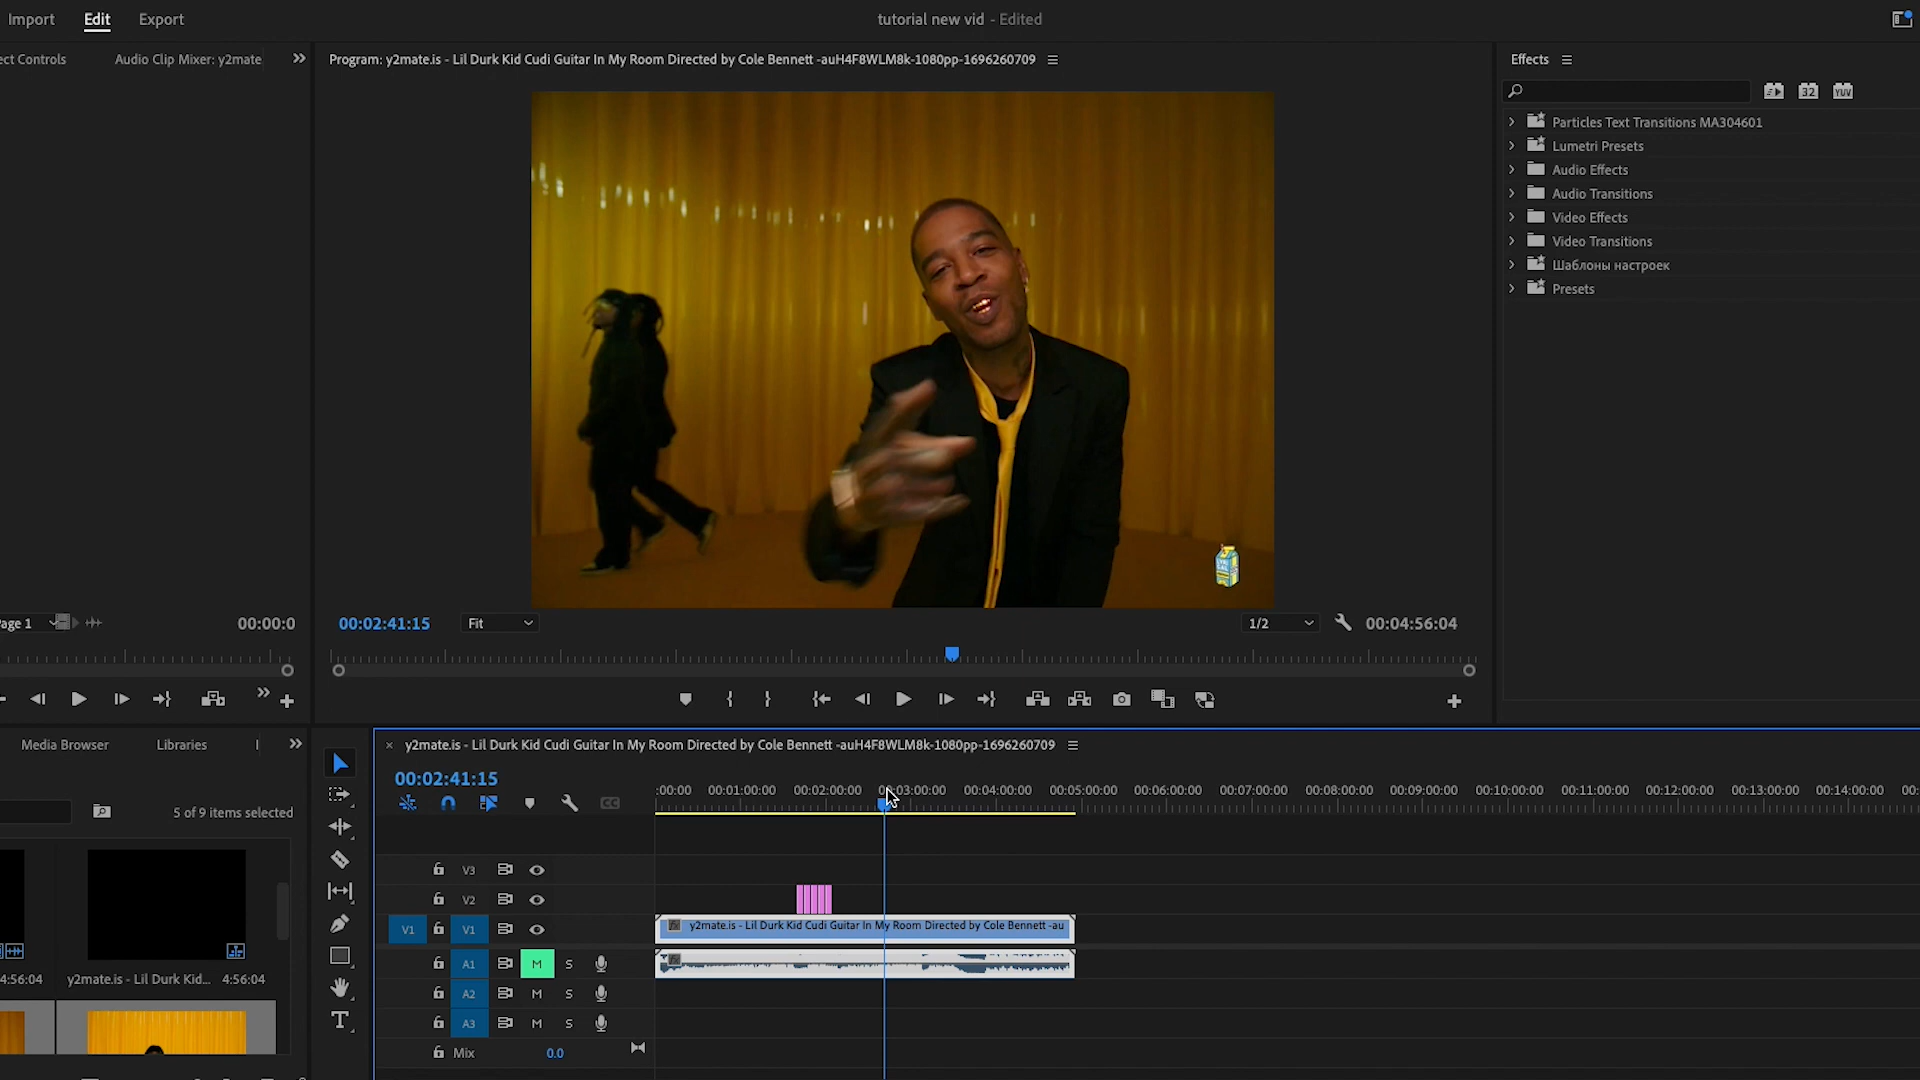 Import Edit Export
tutorial new vid - Edited
ct Controls Audio Clip Mixer: y2mate
Program: y2mate.is - Lil Durk Kid Cudi Guitar In My Room Directed by Cole Bennett -auH4F8WLM8k-1080pp-1696260709
Effects
32 YUV
Particles Text Transitions MA304601
Lumetri Presets
Audio Effects
Audio Transitions
Video Effects
Video Transitions
Шаблоны настроек
Presets
age 1 00:00:0
00:02:41:15 Fit 1/2 00:04:56:04
Media Browser Libraries
5 of 9 items selected
4:56:04 y2mate.is - Lil Durk Kid... 4:56:04
× y2mate.is - Lil Durk Kid Cudi Guitar In My Room Directed by Cole Bennett -auH4F8WLM8k-1080pp-1696260709
00:02:41:15
:00:00 00:01:00:00 00:02:00:00 00:03:00:00 00:04:00:00 00:05:00:00 00:06:00:00 00:07:00:00 00:08:00:00 00:09:00:00 00:10:00:00 00:11:00:00 00:12:00:00 00:13:00:00 00:14:00:00 00:
CC
V3
V2
V1 V1 y2mate.is - Lil Durk Kid Cudi Guitar In My Room Directed by Cole Bennett -au
A1 M S
A2 M S
A3 M S
Mix 0.0